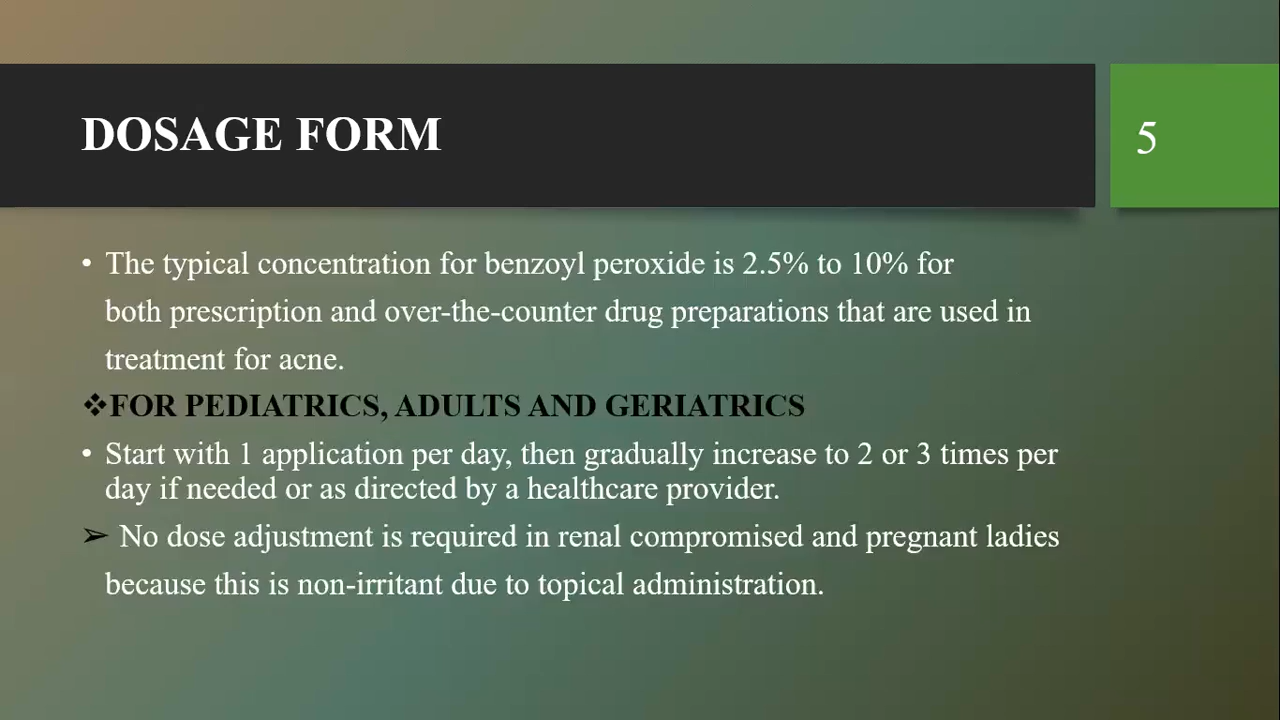 DOSAGE FORM
5
• The typical concentration for benzoyl peroxide is 2.5% to 10% for
both prescription and over-the-counter drug preparations that are used in
treatment for acne.
❖FOR PEDIATRICS, ADULTS AND GERIATRICS
• Start with 1 application per day, then gradually increase to 2 or 3 times per
day if needed or as directed by a healthcare provider.
➢ No dose adjustment is required in renal compromised and pregnant ladies
because this is non-irritant due to topical administration.